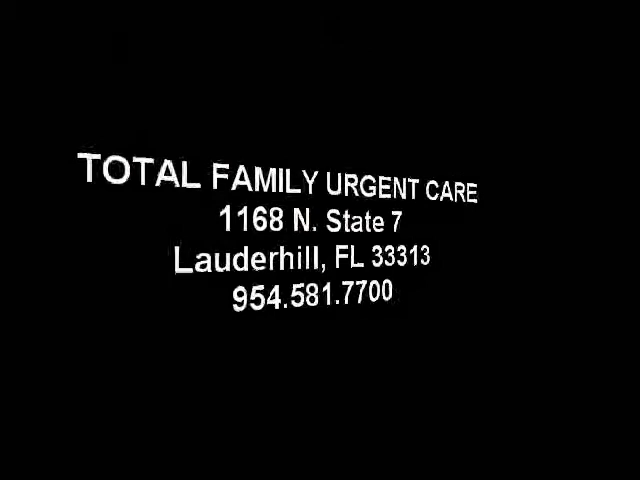 TOTAL FAMILY URGENT CARE
1168 N. State 7
Lauderhill, FL 33313
954.581.7700